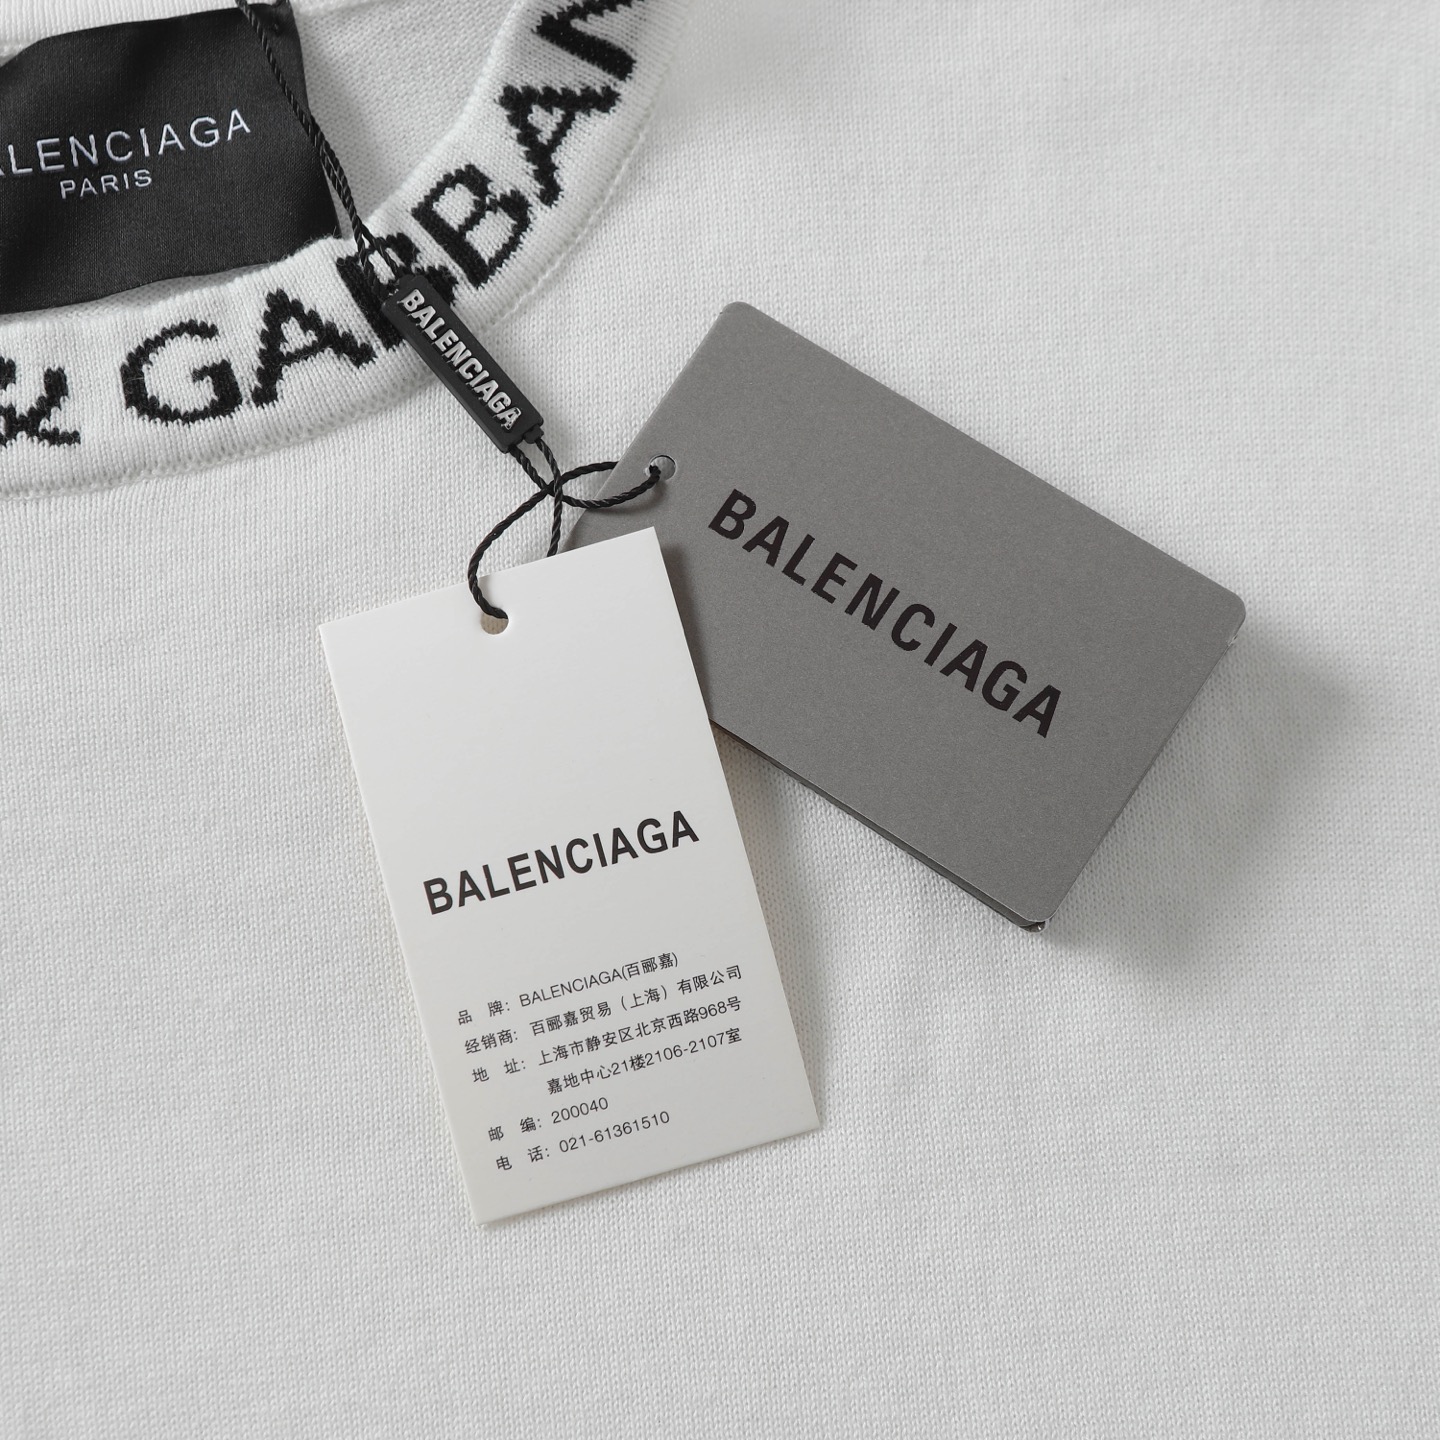 ALENCIAGA
PARIS
& GABBAN
BALENCIAGA
BALENCIAGA
BALENCIAGA
品 牌：BALENCIAGA(百郦嘉)
经销商：百郦嘉贸易（上海）有限公司
地 址：上海市静安区北京西路968号
嘉地中心21楼2106-2107室
邮 编：200040
电 话：021-61361510